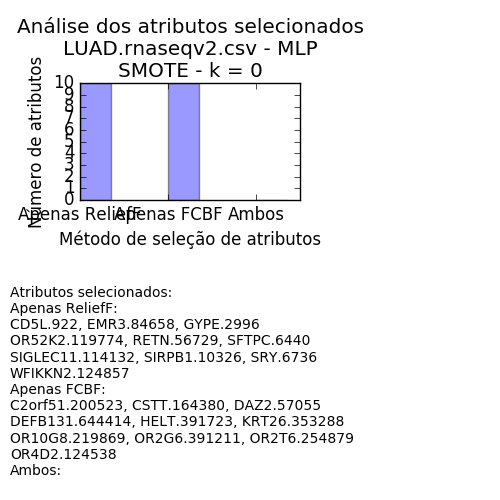 Análise dos atributos selecionados
LUAD.rnaseqv2.csv - MLP
SMOTE - k = 0
Número de atributos
10
9
8
7
6
5
4
3
2
1
0
Apenas ReliefF
Apenas FCBF
Ambos
Método de seleção de atributos
Atributos selecionados:
Apenas ReliefF:
CD5L.922, EMR3.84658, GYPE.2996
OR52K2.119774, RETN.56729, SFTPC.6440
SIGLEC11.114132, SIRPB1.10326, SRY.6736
WFIKKN2.124857
Apenas FCBF:
C2orf51.200523, CSTT.164380, DAZ2.57055
DEFB131.644414, HELT.391723, KRT26.353288
OR10G8.219869, OR2G6.391211, OR2T6.254879
OR4D2.124538
Ambos: